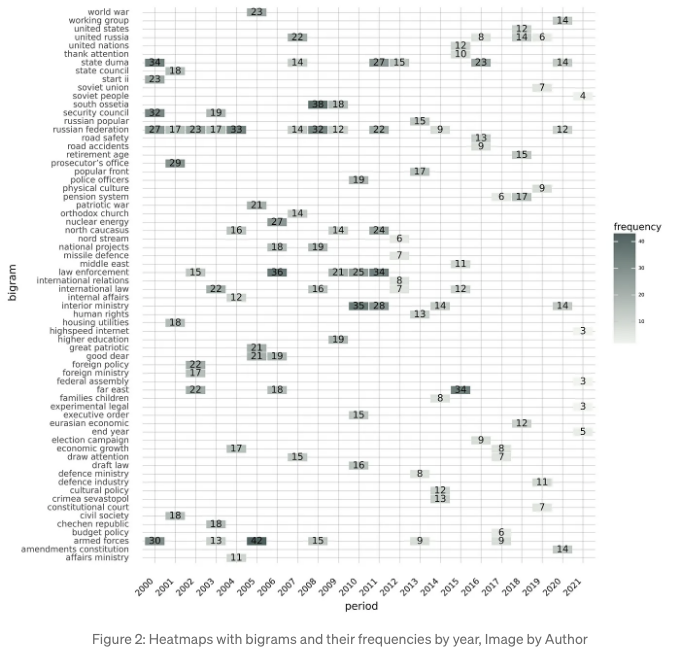 world war 23
working group 14
united states 12
united russia 22 8 14 6
united nations 12
thank attention 10
state duma 34 14 27 15 23 14
state council 18
start ii 23
soviet union 7
soviet people 4
south ossetia 38 18
security council 32 19
russian popular 15
russian federation 27 17 23 17 33 14 32 12 22 9 12
road safety 13
road accidents 9
retirement age 15
prosecutor's office 29
popular front 17
police officers 19
physical culture 9
pension system 6 17
patriotic war 21
orthodox church 14
nuclear energy 27
north caucasus 16 14 24
nord stream 6
national projects 18 19
missile defence 7
middle east 11
law enforcement 15 36 21 25 34
international relations 8
international law 22 16 7 12
internal affairs 12
interior ministry 35 28 14 14
human rights 13
housing utilities 18
highspeed internet 3
higher education 19
great patriotic 21
good dear 21 19
foreign policy 22
foreign ministry 17
federal assembly 3
far east 22 18 34
families children 8
experimental legal 3
executive order 15
eurasian economic 12
end year 5
election campaign 9
economic growth 17 8
draw attention 15 7
draft law 16
defence ministry 8
defence industry 11
cultural policy 12
crimea sevastopol 13
constitutional court 7
civil society 18
chechen republic 18
budget policy 6
armed forces 30 13 42 15 9 9
amendments constitution 14
affairs ministry 11
bigram
2000 2001 2002 2003 2004 2005 2006 2007 2008 2009 2010 2011 2012 2013 2014 2015 2016 2017 2018 2019 2020 2021
period
frequency
40
30
20
10
Figure 2: Heatmaps with bigrams and their frequencies by year, Image by Author